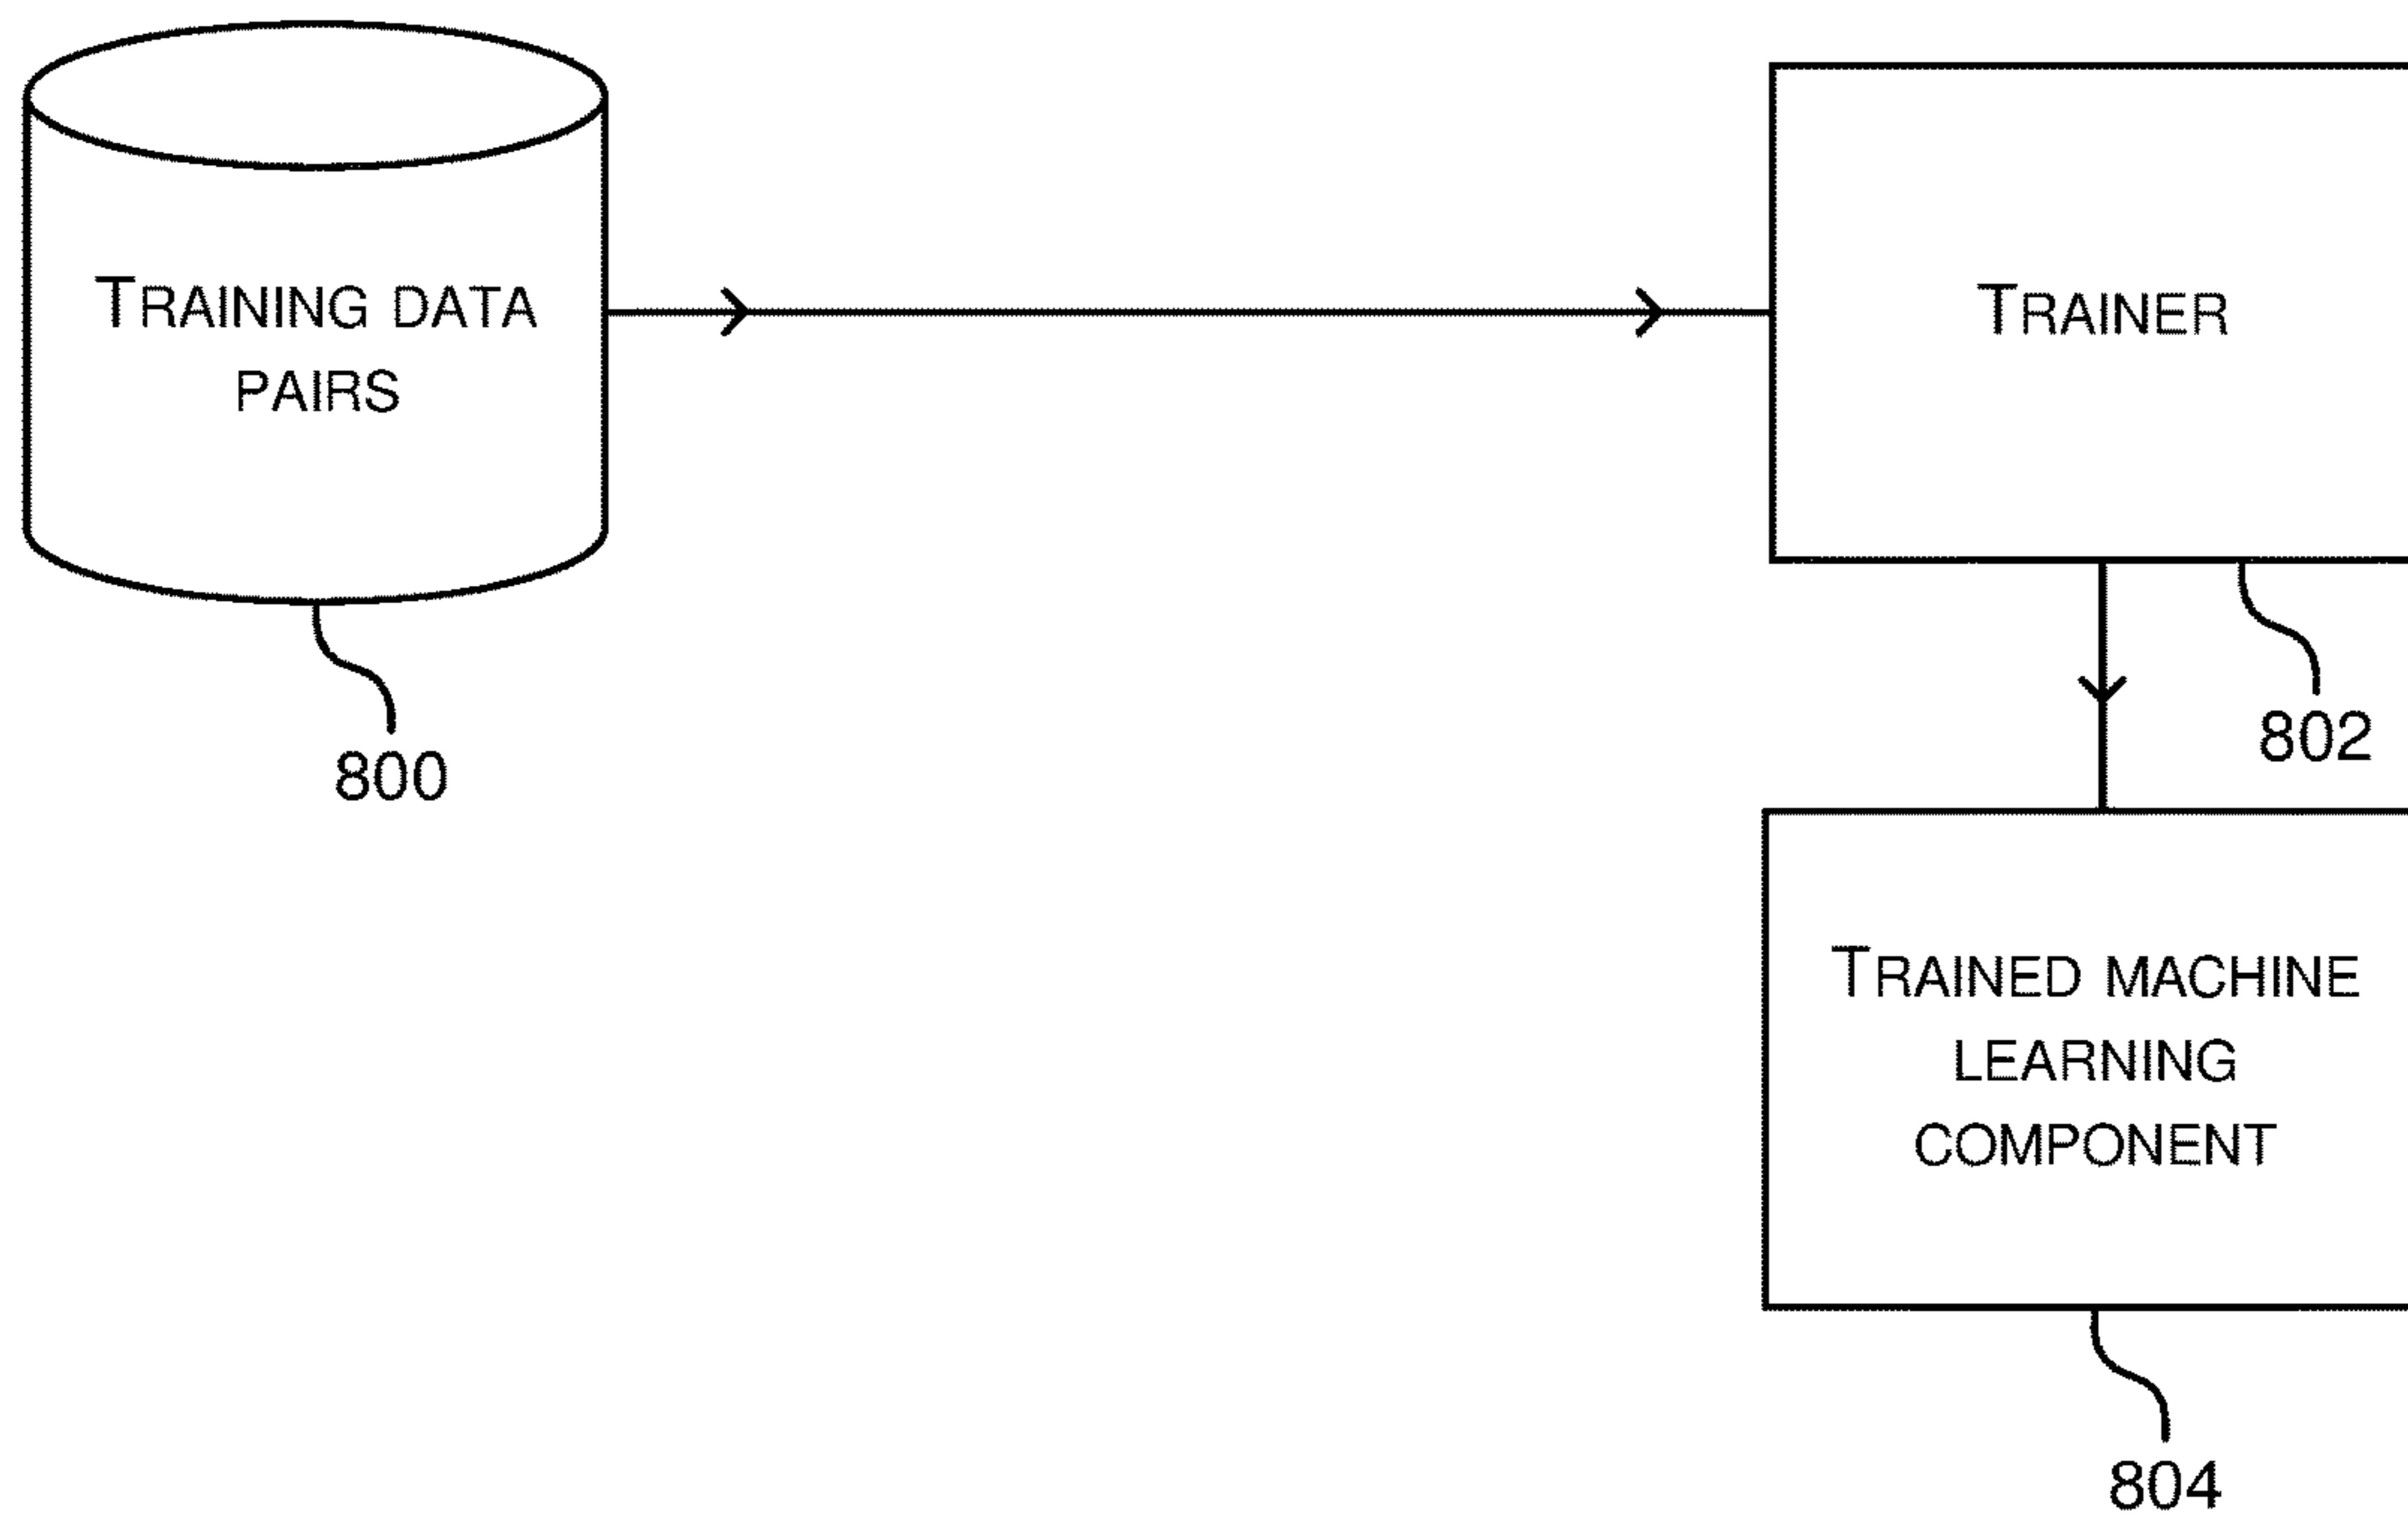 TRAINING DATA
PAIRS
TRAINER
800
802
TRAINED MACHINE
LEARNING
COMPONENT
804